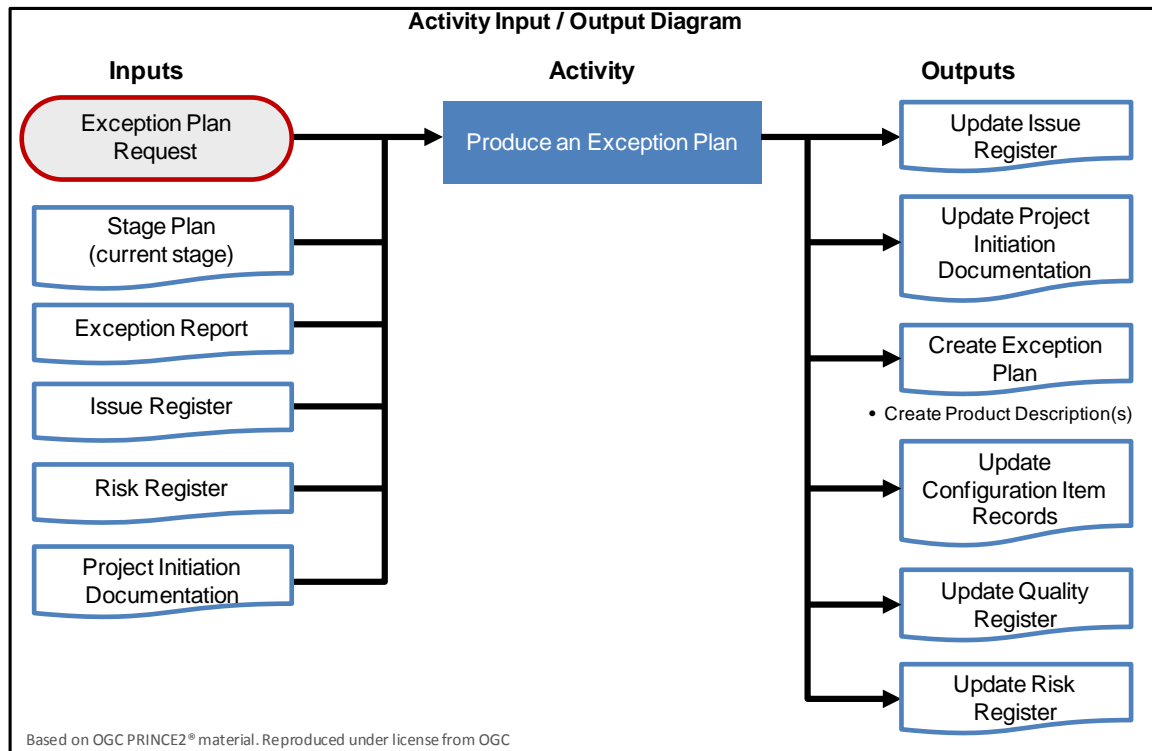 Activity Input / Output Diagram
Inputs
Activity
Outputs
Exception Plan
Request
Stage Plan
(current stage)
Exception Report
Issue Register
Risk Register
Project Initiation
Documentation
Produce an Exception Plan
Update Issue
Register
Update Project
Initiation
Documentation
Create Exception
Plan
• Create Product Description(s)
Update
Configuration Item
Records
Update Quality
Register
Update Risk
Register
Based on OGC PRINCE2® material. Reproduced under license from OGC